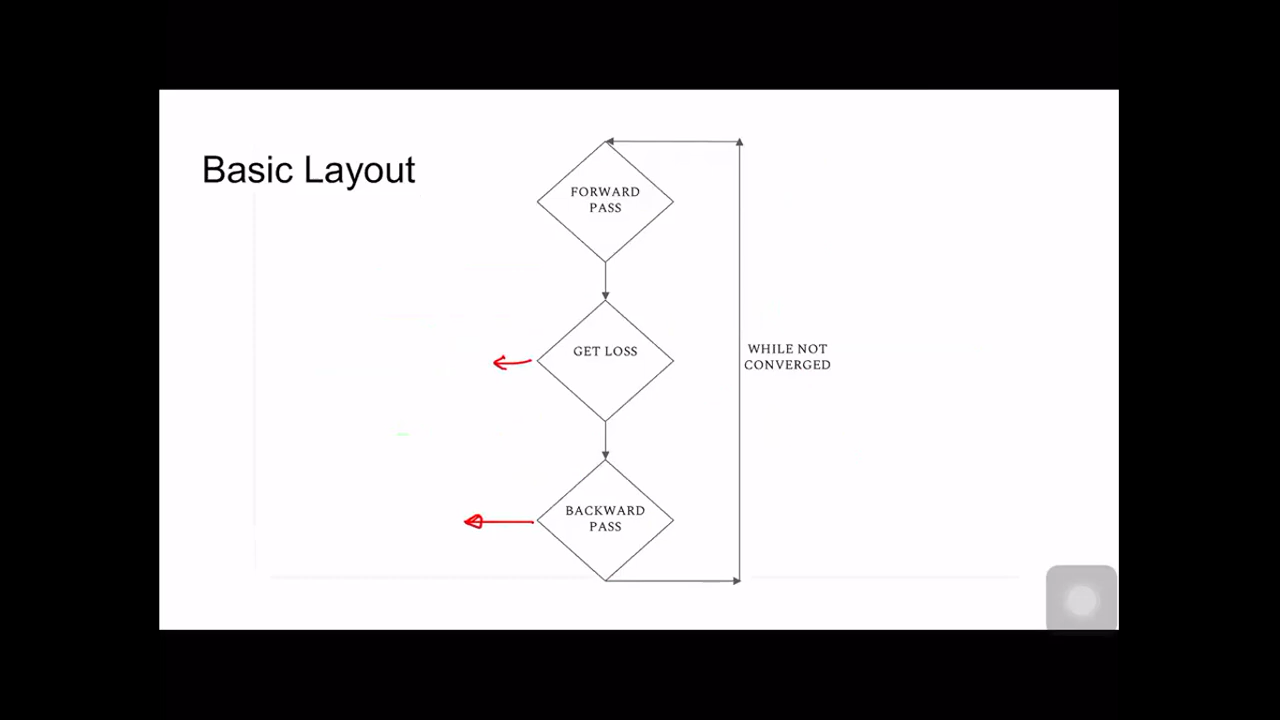 Basic Layout
FORWARD
PASS
GET LOSS
WHILE NOT
CONVERGED
BACKWARD
PASS